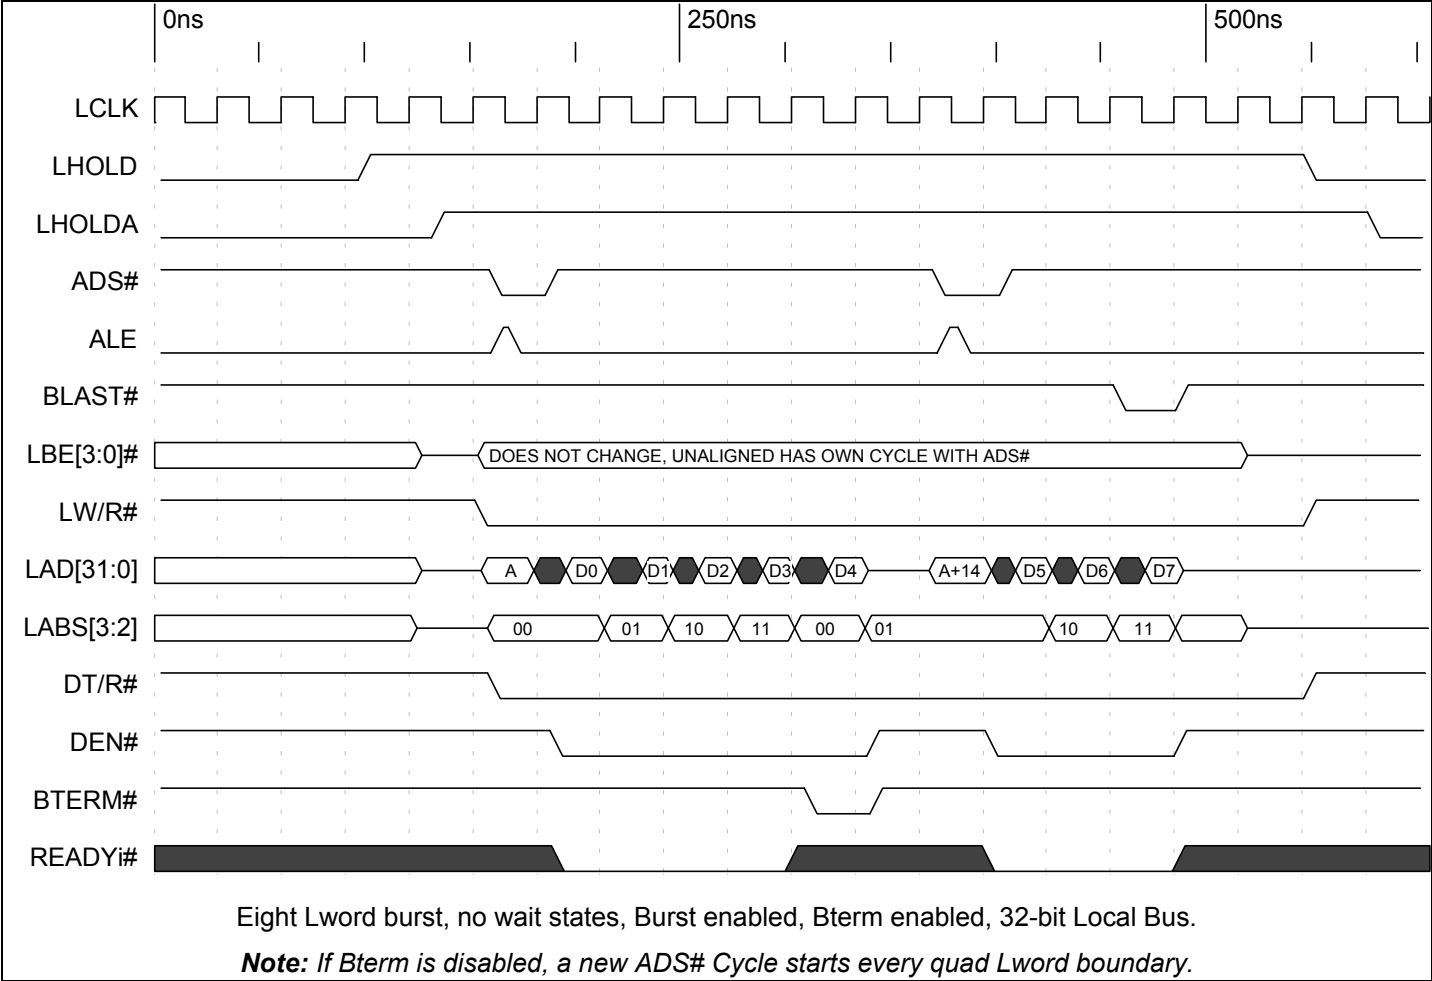 0ns 250ns 500ns
LCLK
LHOLD
LHOLDA
ADS#
ALE
BLAST#
LBE[3:0]# DOES NOT CHANGE, UNALIGNED HAS OWN CYCLE WITH ADS#
LW/R#
LAD[31:0] A D0 D1 D2 D3 D4 A+14 D5 D6 D7
LABS[3:2] 00 01 10 11 00 01 10 11
DT/R#
DEN#
BTERM#
READYi#
Eight Lword burst, no wait states, Burst enabled, Bterm enabled, 32-bit Local Bus.
Note: If Bterm is disabled, a new ADS# Cycle starts every quad Lword boundary.